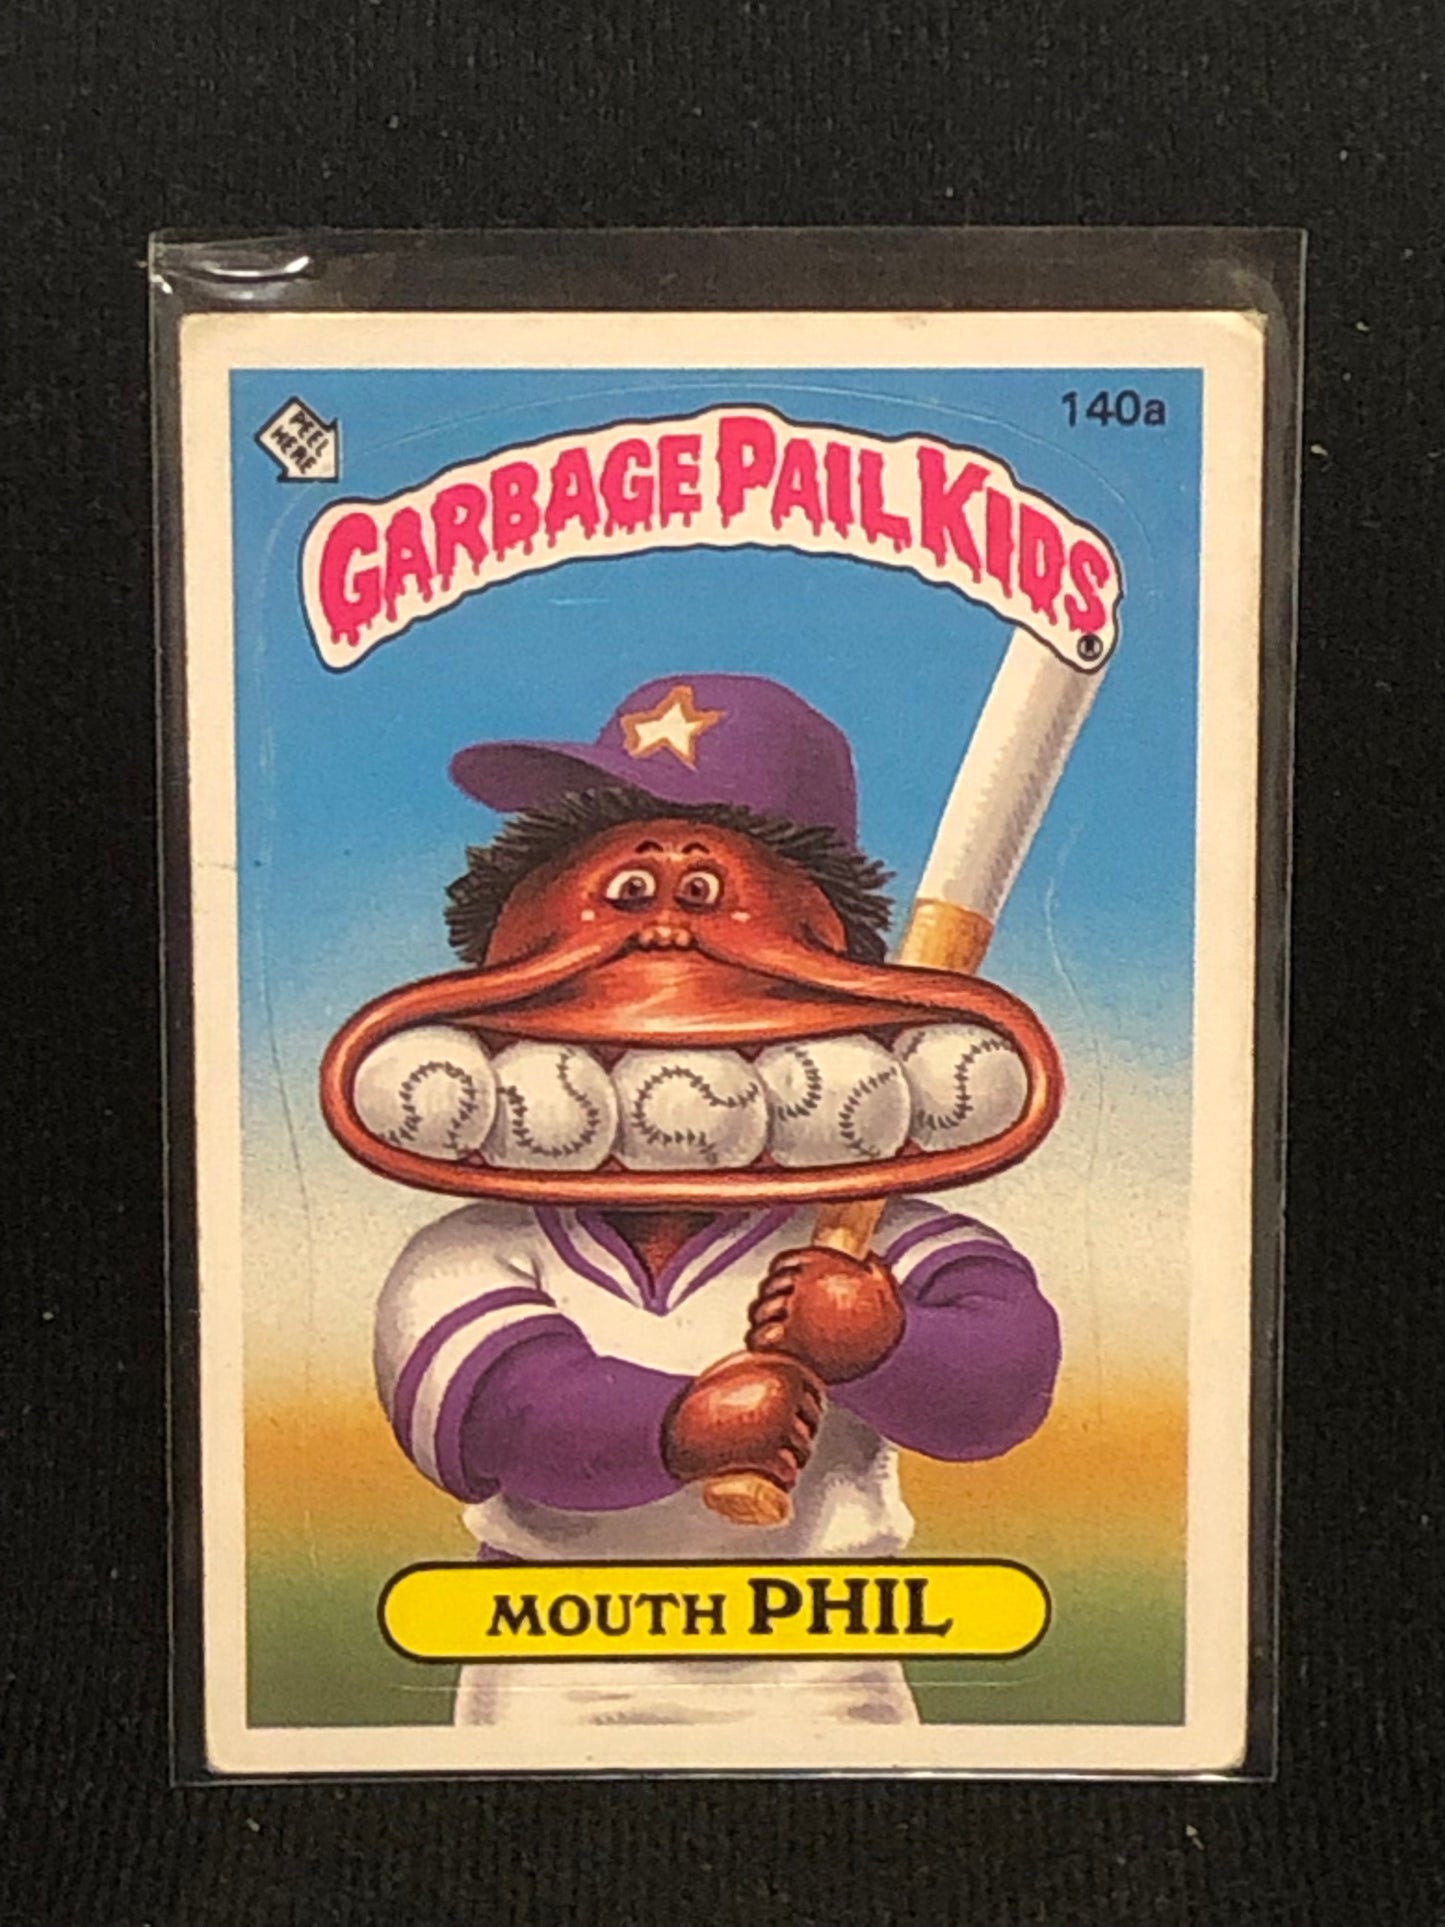 PEEL
HERE
140a
GARBAGE PAIL KIDS
®
MOUTH PHIL